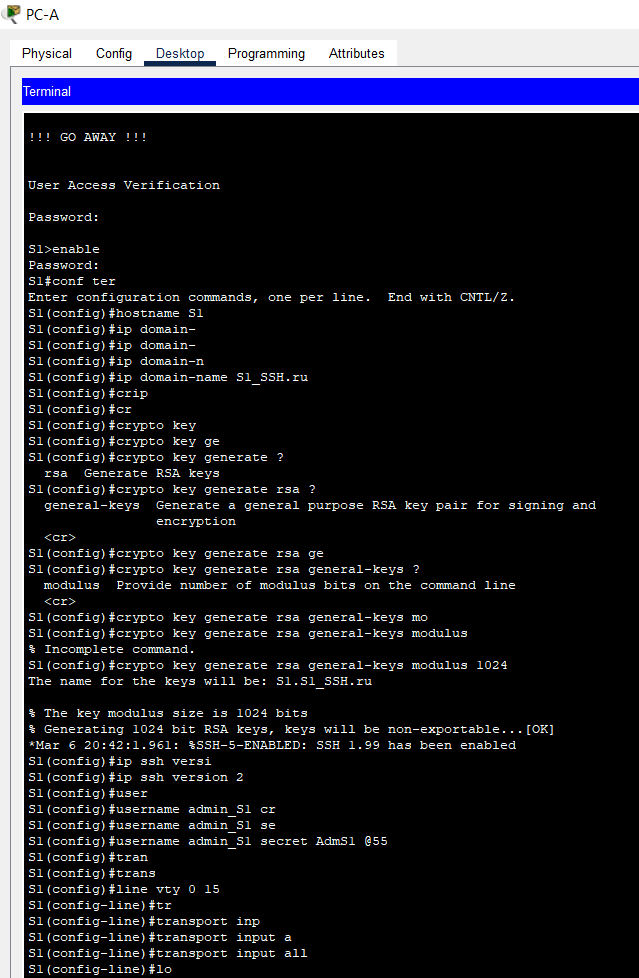 PC-A
Physical Config Desktop Programming Attributes
Terminal
!!! GO AWAY !!!
User Access Verification
Password:
S1>enable
Password:
S1#conf ter
Enter configuration commands, one per line.  End with CNTL/Z.
S1(config)#hostname S1
S1(config)#ip domain-
S1(config)#ip domain-
S1(config)#ip domain-n
S1(config)#ip domain-name S1_SSH.ru
S1(config)#crip
S1(config)#cr
S1(config)#crypto key
S1(config)#crypto key ge
S1(config)#crypto key generate ?
rsa  Generate RSA keys
S1(config)#crypto key generate rsa ?
general-keys  Generate a general purpose RSA key pair for signing and
encryption
<cr>
S1(config)#crypto key generate rsa ge
S1(config)#crypto key generate rsa general-keys ?
modulus  Provide number of modulus bits on the command line
<cr>
S1(config)#crypto key generate rsa general-keys mo
S1(config)#crypto key generate rsa general-keys modulus
% Incomplete command.
S1(config)#crypto key generate rsa general-keys modulus 1024
The name for the keys will be: S1.S1_SSH.ru
% The key modulus size is 1024 bits
% Generating 1024 bit RSA keys, keys will be non-exportable...[OK]
*Mar 6 20:42:1.961: %SSH-5-ENABLED: SSH 1.99 has been enabled
S1(config)#ip ssh versi
S1(config)#ip ssh version 2
S1(config)#user
S1(config)#username admin_S1 cr
S1(config)#username admin_S1 se
S1(config)#username admin_S1 secret AdmS1 @55
S1(config)#tran
S1(config)#trans
S1(config)#line vty 0 15
S1(config-line)#tr
S1(config-line)#transport inp
S1(config-line)#transport input a
S1(config-line)#transport input all
S1(config-line)#lo